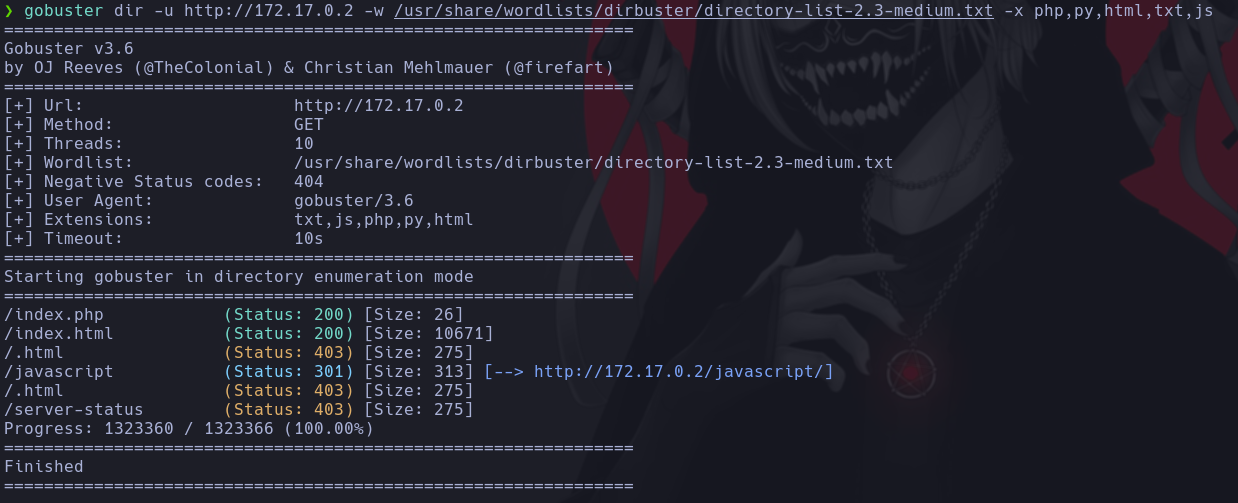 ❯ gobuster dir -u http://172.17.0.2 -w /usr/share/wordlists/dirbuster/directory-list-2.3-medium.txt -x php,py,html,txt,js
===============================================================
Gobuster v3.6
by OJ Reeves (@TheColonial) & Christian Mehlmauer (@firefart)
===============================================================
[+] Url:                     http://172.17.0.2
[+] Method:                  GET
[+] Threads:                 10
[+] Wordlist:                /usr/share/wordlists/dirbuster/directory-list-2.3-medium.txt
[+] Negative Status codes:   404
[+] User Agent:              gobuster/3.6
[+] Extensions:              txt,js,php,py,html
[+] Timeout:                 10s
===============================================================
Starting gobuster in directory enumeration mode
===============================================================
/index.php            (Status: 200) [Size: 26]
/index.html           (Status: 200) [Size: 10671]
/.html                (Status: 403) [Size: 275]
/javascript           (Status: 301) [Size: 313] [--> http://172.17.0.2/javascript/]
/.html                (Status: 403) [Size: 275]
/server-status        (Status: 403) [Size: 275]
Progress: 1323360 / 1323366 (100.00%)
===============================================================
Finished
===============================================================